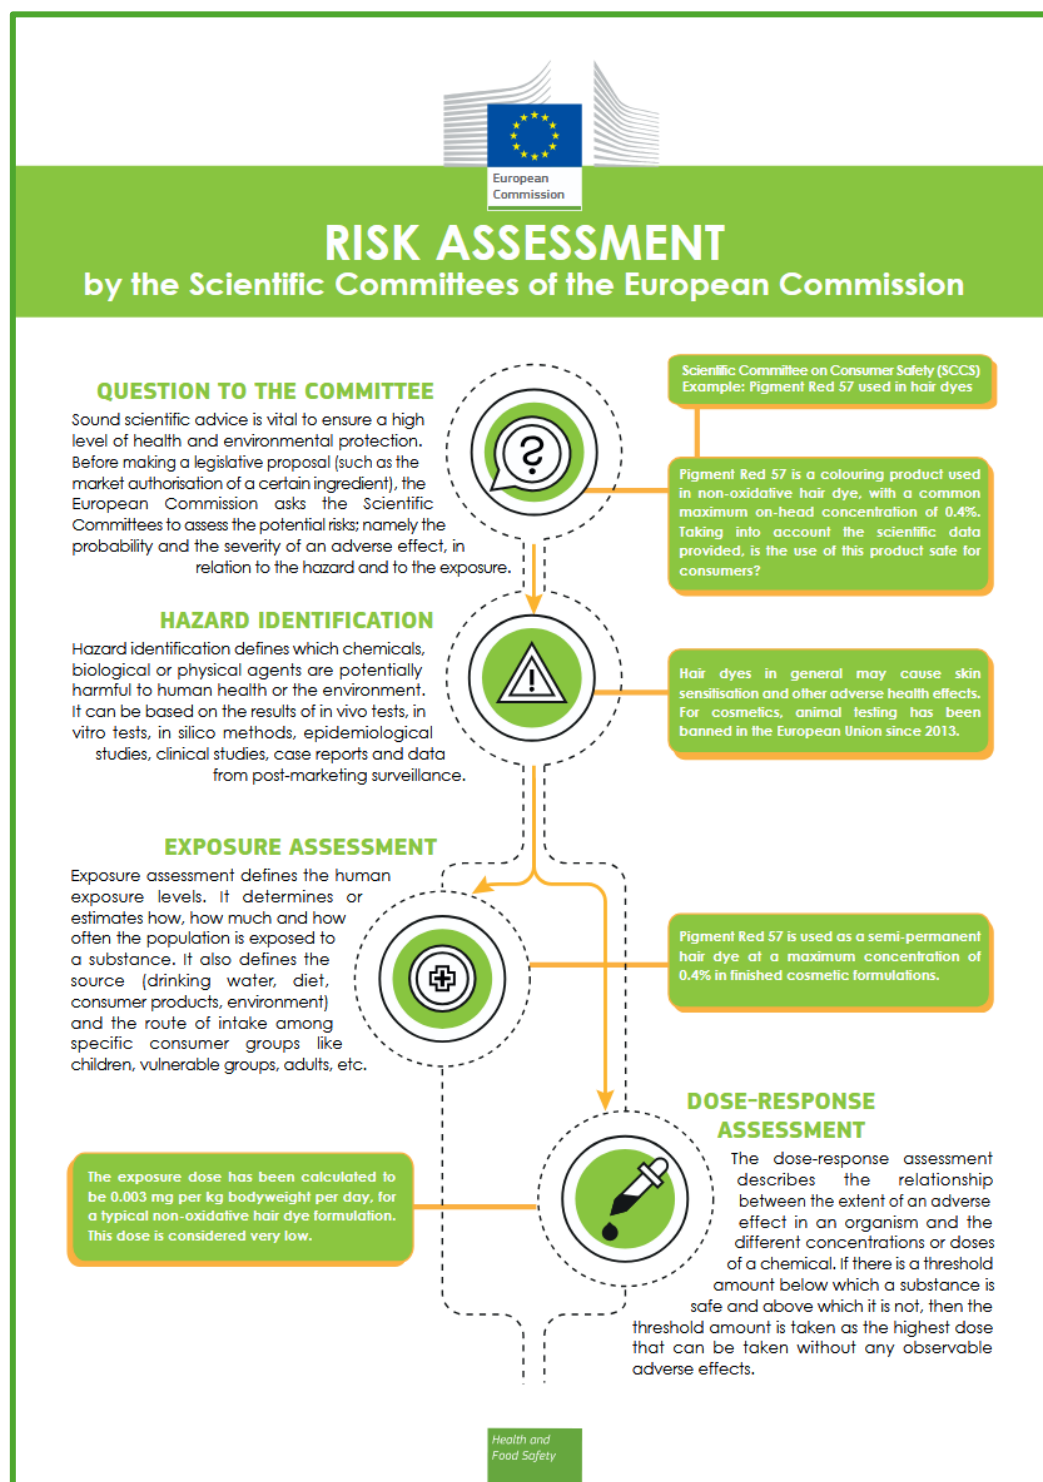 European
Commission
RISK ASSESSMENT
by the Scientific Committees of the European Commission
QUESTION TO THE COMMITTEE
Sound scientific advice is vital to ensure a high
level of health and environmental protection.
Before making a legislative proposal (such as the
market authorisation of a certain ingredient), the
European Commission asks the Scientific
Committees to assess the potential risks; namely the
probability and the severity of an adverse effect, in
relation to the hazard and to the exposure.
Scientific Committee on Consumer Safety (SCCS)
Example: Pigment Red 57 used in hair dyes
Pigment Red 57 is a colouring product used
in non-oxidative hair dye, with a common
maximum on-head concentration of 0.4%.
Taking into account the scientific data
provided, is the use of this product safe for
consumers?
HAZARD IDENTIFICATION
Hazard identification defines which chemicals,
biological or physical agents are potentially
harmful to human health or the environment.
It can be based on the results of in vivo tests, in
vitro tests, in silico methods, epidemiological
studies, clinical studies, case reports and data
from post-marketing surveillance.
Hair dyes in general may cause skin
sensitisation and other adverse health effects.
For cosmetics, animal testing has been
banned in the European Union since 2013.
EXPOSURE ASSESSMENT
Exposure assessment defines the human
exposure levels. It determines or
estimates how, how much and how
often the population is exposed to
a substance. It also defines the
source (drinking water, diet,
consumer products, environment)
and the route of intake among
specific consumer groups like
children, vulnerable groups, adults, etc.
Pigment Red 57 is used as a semi-permanent
hair dye at a maximum concentration of
0.4% in finished cosmetic formulations.
DOSE-RESPONSE
ASSESSMENT
The dose-response assessment
describes the relationship
between the extent of an adverse
effect in an organism and the
different concentrations or doses
of a chemical. If there is a threshold
amount below which a substance is
safe and above which it is not, then the
threshold amount is taken as the highest dose
that can be taken without any observable
adverse effects.
The exposure dose has been calculated to
be 0.003 mg per kg bodyweight per day, for
a typical non-oxidative hair dye formulation.
This dose is considered very low.
Health and
Food Safety